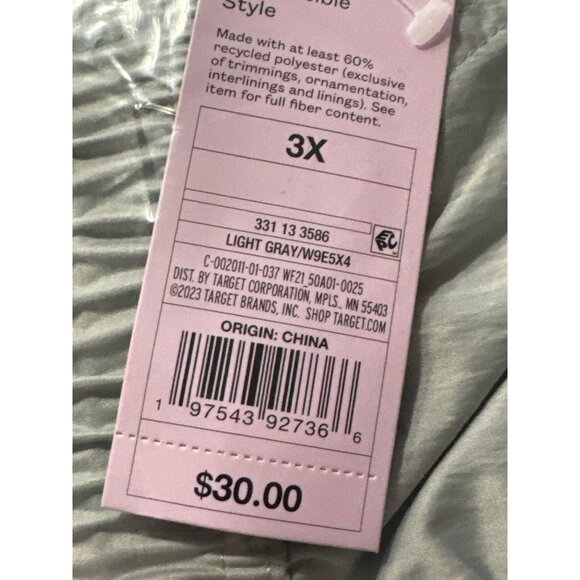 Style
Made with at least 60%
recycled polyester (exclusive
of trimmings, ornamentation,
interlinings and linings). See
item for full fiber content.
3X
331 13 3586
LIGHT GRAY/W9E5X4
C-002011-01-037 WF21_50A01-0025
DIST. BY TARGET CORPORATION, MPLS., MN 55403
©2023 TARGET BRANDS, INC. SHOP TARGET.COM
ORIGIN: CHINA
1 97543 92736 6
$30.00